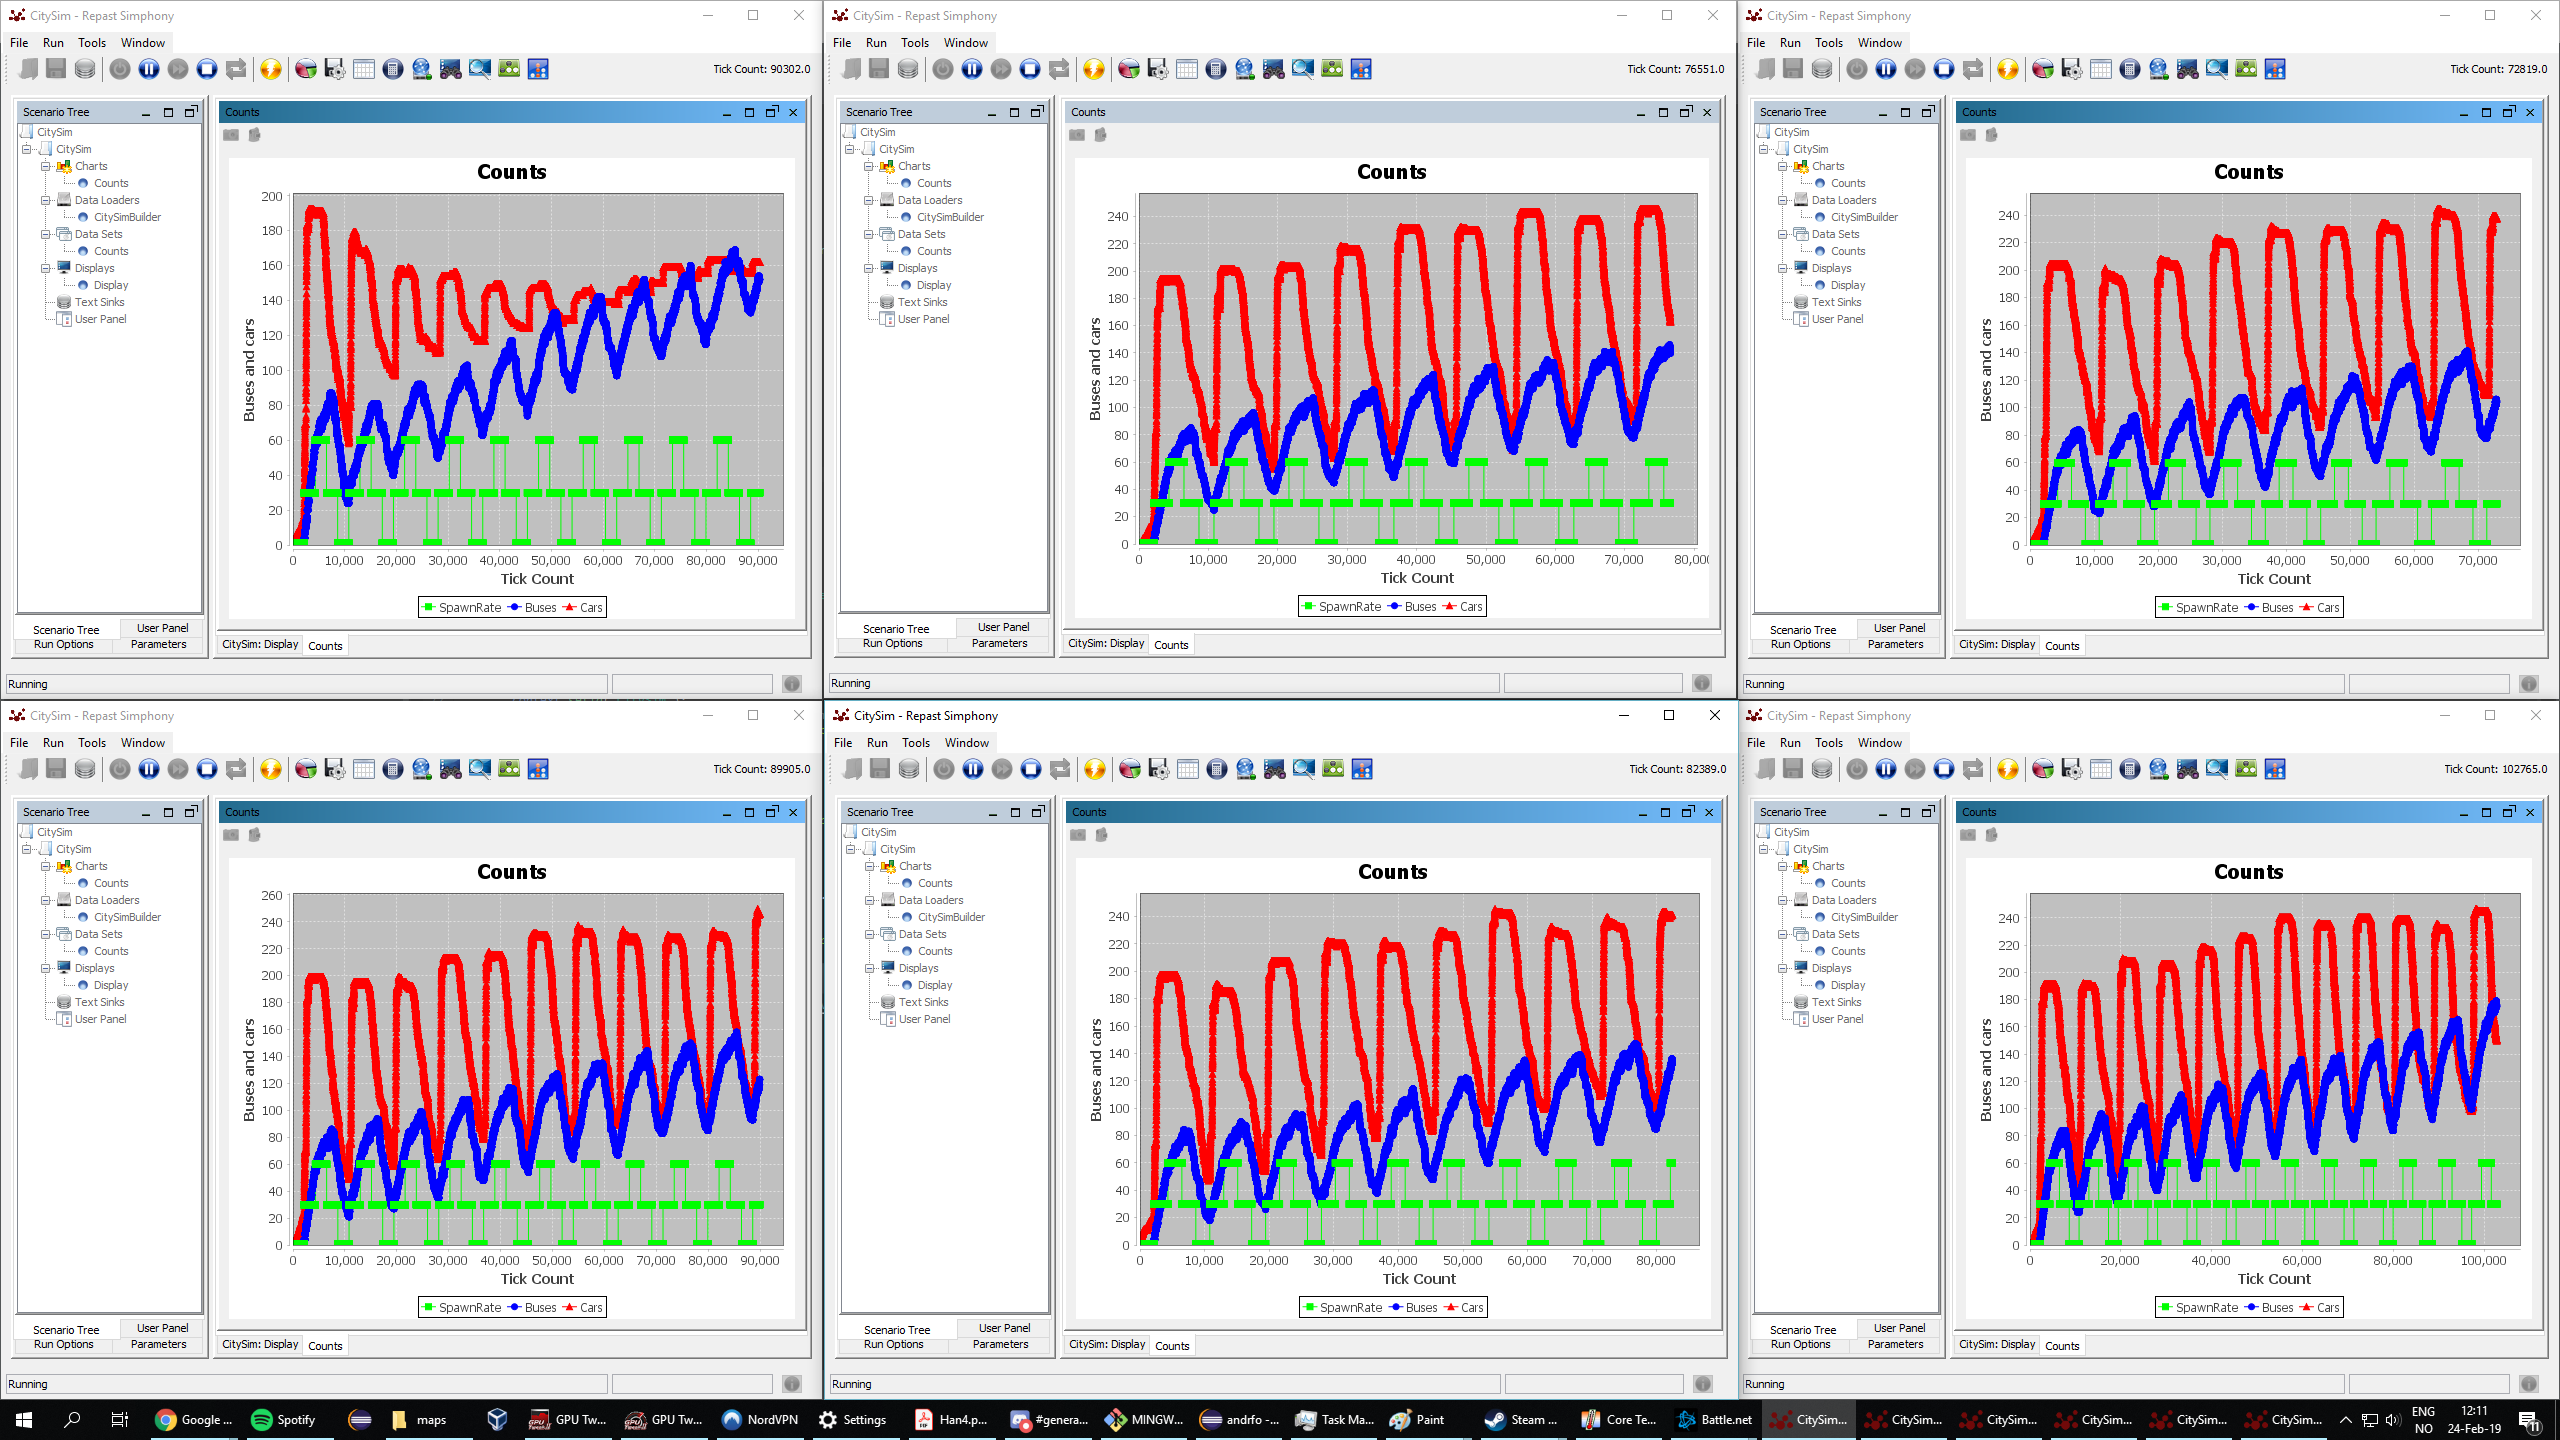 CitySim - Repast Simphony
File Run Tools Window
Tick Count: 90302.0
Scenario Tree
CitySim
CitySim
Charts
Counts
Data Loaders
CitySimBuilder
Data Sets
Counts
Displays
Display
Text Sinks
User Panel
Scenario Tree User Panel
Run Options Parameters
Counts
Counts
Buses and cars
200
180
160
140
120
100
80
60
40
20
0
0 10,000 20,000 30,000 40,000 50,000 60,000 70,000 80,000 90,000
Tick Count
SpawnRate Buses Cars
CitySim: Display Counts
Running
CitySim - Repast Simphony
File Run Tools Window
Tick Count: 76551.0
Scenario Tree
CitySim
CitySim
Charts
Counts
Data Loaders
CitySimBuilder
Data Sets
Counts
Displays
Display
Text Sinks
User Panel
Scenario Tree User Panel
Run Options Parameters
Counts
Counts
Buses and cars
240
220
200
180
160
140
120
100
80
60
40
20
0
0 10,000 20,000 30,000 40,000 50,000 60,000 70,000 80,000
Tick Count
SpawnRate Buses Cars
CitySim: Display Counts
Running
CitySim - Repast Simphony
File Run Tools Window
Tick Count: 72819.0
Scenario Tree
CitySim
CitySim
Charts
Counts
Data Loaders
CitySimBuilder
Data Sets
Counts
Displays
Display
Text Sinks
User Panel
Scenario Tree User Panel
Run Options Parameters
Counts
Counts
Buses and cars
240
220
200
180
160
140
120
100
80
60
40
20
0
0 10,000 20,000 30,000 40,000 50,000 60,000 70,000
Tick Count
SpawnRate Buses Cars
CitySim: Display Counts
Running
CitySim - Repast Simphony
File Run Tools Window
Tick Count: 89905.0
Scenario Tree
CitySim
CitySim
Charts
Counts
Data Loaders
CitySimBuilder
Data Sets
Counts
Displays
Display
Text Sinks
User Panel
Scenario Tree User Panel
Run Options Parameters
Counts
Counts
Buses and cars
260
240
220
200
180
160
140
120
100
80
60
40
20
0
0 10,000 20,000 30,000 40,000 50,000 60,000 70,000 80,000 90,000
Tick Count
SpawnRate Buses Cars
CitySim: Display Counts
Running
CitySim - Repast Simphony
File Run Tools Window
Tick Count: 82389.0
Scenario Tree
CitySim
CitySim
Charts
Counts
Data Loaders
CitySimBuilder
Data Sets
Counts
Displays
Display
Text Sinks
User Panel
Scenario Tree User Panel
Run Options Parameters
Counts
Counts
Buses and cars
240
220
200
180
160
140
120
100
80
60
40
20
0
0 10,000 20,000 30,000 40,000 50,000 60,000 70,000 80,000
Tick Count
SpawnRate Buses Cars
CitySim: Display Counts
Running
CitySim - Repast Simphony
File Run Tools Window
Tick Count: 102765.0
Scenario Tree
CitySim
CitySim
Charts
Counts
Data Loaders
CitySimBuilder
Data Sets
Counts
Displays
Display
Text Sinks
User Panel
Scenario Tree User Panel
Run Options Parameters
Counts
Counts
Buses and cars
240
220
200
180
160
140
120
100
80
60
40
20
0
0 20,000 40,000 60,000 80,000 100,000
Tick Count
SpawnRate Buses Cars
CitySim: Display Counts
Running
Google ... Spotify maps GPU Tw... GPU Tw... NordVPN Settings Han4.p... #genera... MINGW... andrfo -... Task Ma... Paint Steam ... Core Te... Battle.net CitySim... CitySim... CitySim... CitySim... CitySim... CitySim... ENG 12:11
NO 24-Feb-19 11